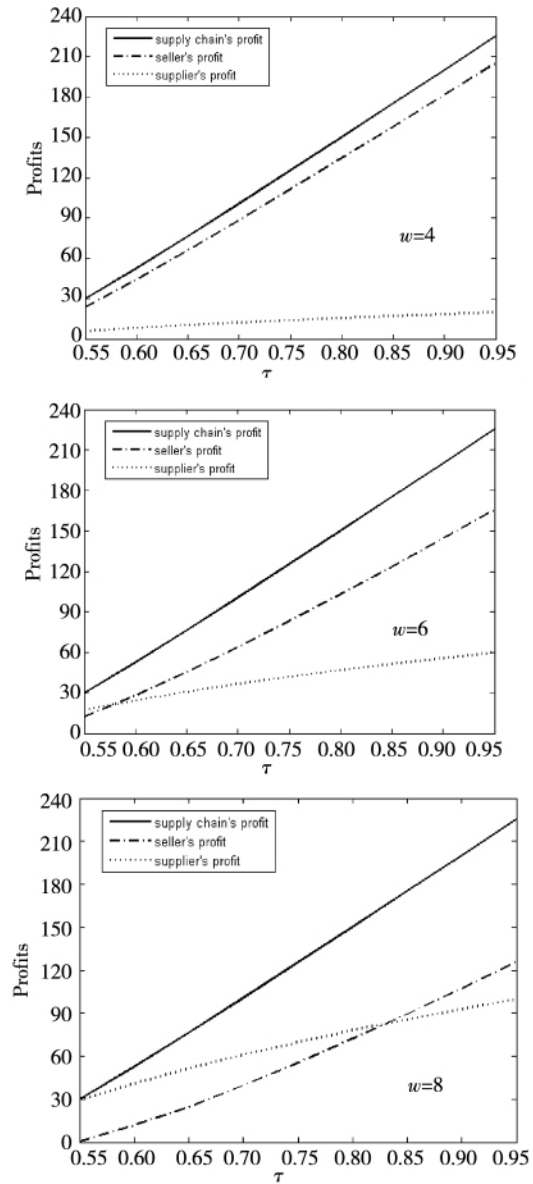 240
210
180
150
120
90
60
30
0
Profits
supply chain's profit
seller's profit
supplier's profit
w=4
0.55 0.60 0.65 0.70 0.75 0.80 0.85 0.90 0.95
τ
240
210
180
150
120
90
60
30
0
Profits
supply chain's profit
seller's profit
supplier's profit
w=6
0.55 0.60 0.65 0.70 0.75 0.80 0.85 0.90 0.95
τ
240
210
180
150
120
90
60
30
0
Profits
supply chain's profit
seller's profit
supplier's profit
w=8
0.55 0.60 0.65 0.70 0.75 0.80 0.85 0.90 0.95
τ